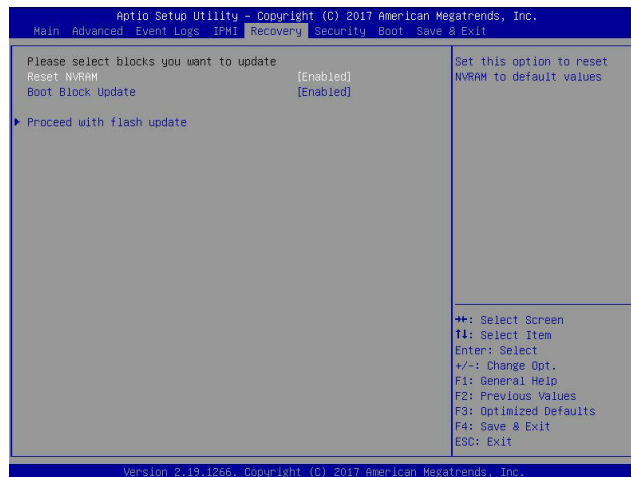 Aptio Setup Utility – Copyright (C) 2017 American Megatrends, Inc.
Main Advanced Event Logs IPMI Recovery Security Boot Save & Exit
Please select blocks you want to update
Reset NVRAM [Enabled]
Boot Block Update [Enabled]
Proceed with flash update
Set this option to reset
NVRAM to default values
→←: Select Screen
↑↓: Select Item
Enter: Select
+/-: Change Opt.
F1: General Help
F2: Previous Values
F3: Optimized Defaults
F4: Save & Exit
ESC: Exit
Version 2.19.1266. Copyright (C) 2017 American Megatrends, Inc.